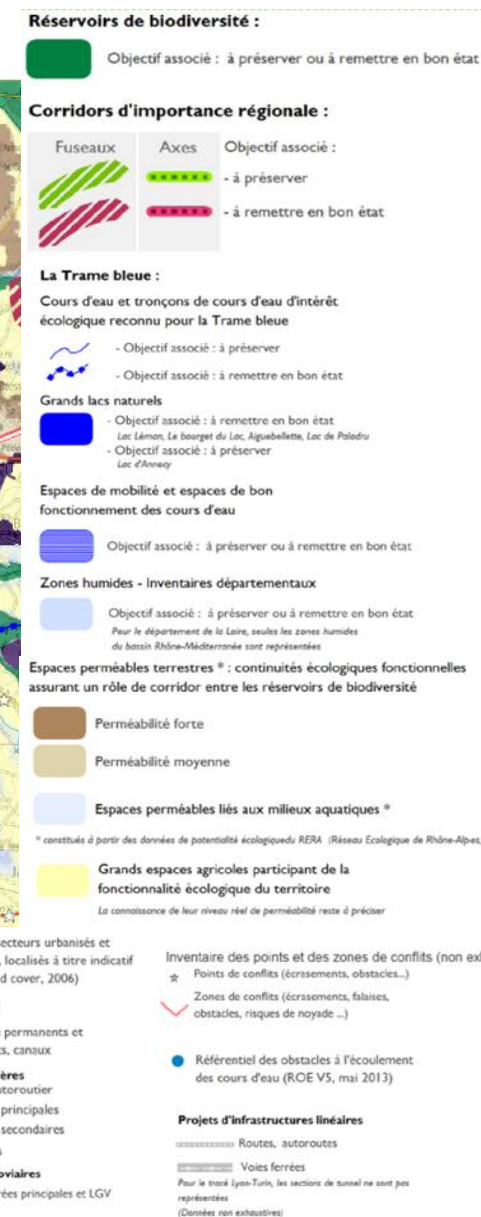 Réservoirs de biodiversité :
Objectif associé : à préserver ou à remettre en bon état
Corridors d'importance régionale :
Fuseaux Axes Objectif associé :
- à préserver
- à remettre en bon état
La Trame bleue :
Cours d'eau et tronçons de cours d'eau d'intérêt
écologique reconnu pour la Trame bleue
- Objectif associé : à préserver
- Objectif associé : à remettre en bon état
Grands lacs naturels
- Objectif associé : à remettre en bon état
Lac Léman, Le bourget du Lac, Aiguebellette, Lac de Paladru
- Objectif associé : à préserver
Lac d'Annecy
Espaces de mobilité et espaces de bon
fonctionnement des cours d'eau
Objectif associé : à préserver ou à remettre en bon état
Zones humides - Inventaires départementaux
Objectif associé : à préserver ou à remettre en bon état
Pour le département de la Loire, seules les zones humides
du bassin Rhône-Méditerranée sont représentées
Espaces perméables terrestres * : continuités écologiques fonctionnelles
assurant un rôle de corridor entre les réservoirs de biodiversité
Perméabilité forte
Perméabilité moyenne
Espaces perméables liés aux milieux aquatiques *
* constitués à partir des données de potentialité écologiquedu RERA (Réseau Ecologique de Rhône-Alpes,
Grands espaces agricoles participant de la
fonctionnalité écologique du territoire
La connaissance de leur niveau réel de perméabilité reste à préciser
ecteurs urbanisés et
, localisés à titre indicatif
d cover, 2006)
permanents et
ts, canaux
ères
utoroutier
principales
secondaires
s
oviaires
rées principales et LGV
Inventaire des points et des zones de conflits (non ex
Points de conflits (écrasements, obstacles...)
Zones de conflits (écrasements, falaises,
obstacles, risques de noyade ...)
Référentiel des obstacles à l'écoulement
des cours d'eau (ROE V5, mai 2013)
Projets d'infrastructures linéaires
Routes, autoroutes
Voies ferrées
Pour le tracé Lyon-Turin, les sections de tunnel ne sont pas
représentées
(Données non exhaustives)